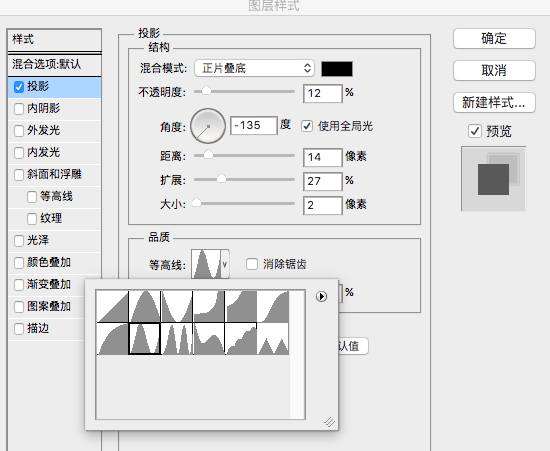 图层样式
样式
混合选项:默认
投影
内阴影
外发光
内发光
斜面和浮雕
等高线
纹理
光泽
颜色叠加
渐变叠加
图案叠加
描边
投影
结构
混合模式: 正片叠底
不透明度: 12 %
角度: -135 度 使用全局光
距离: 14 像素
扩展: 27 %
大小: 2 像素
品质
等高线: 消除锯齿
%
认值
确定
取消
新建样式...
预览